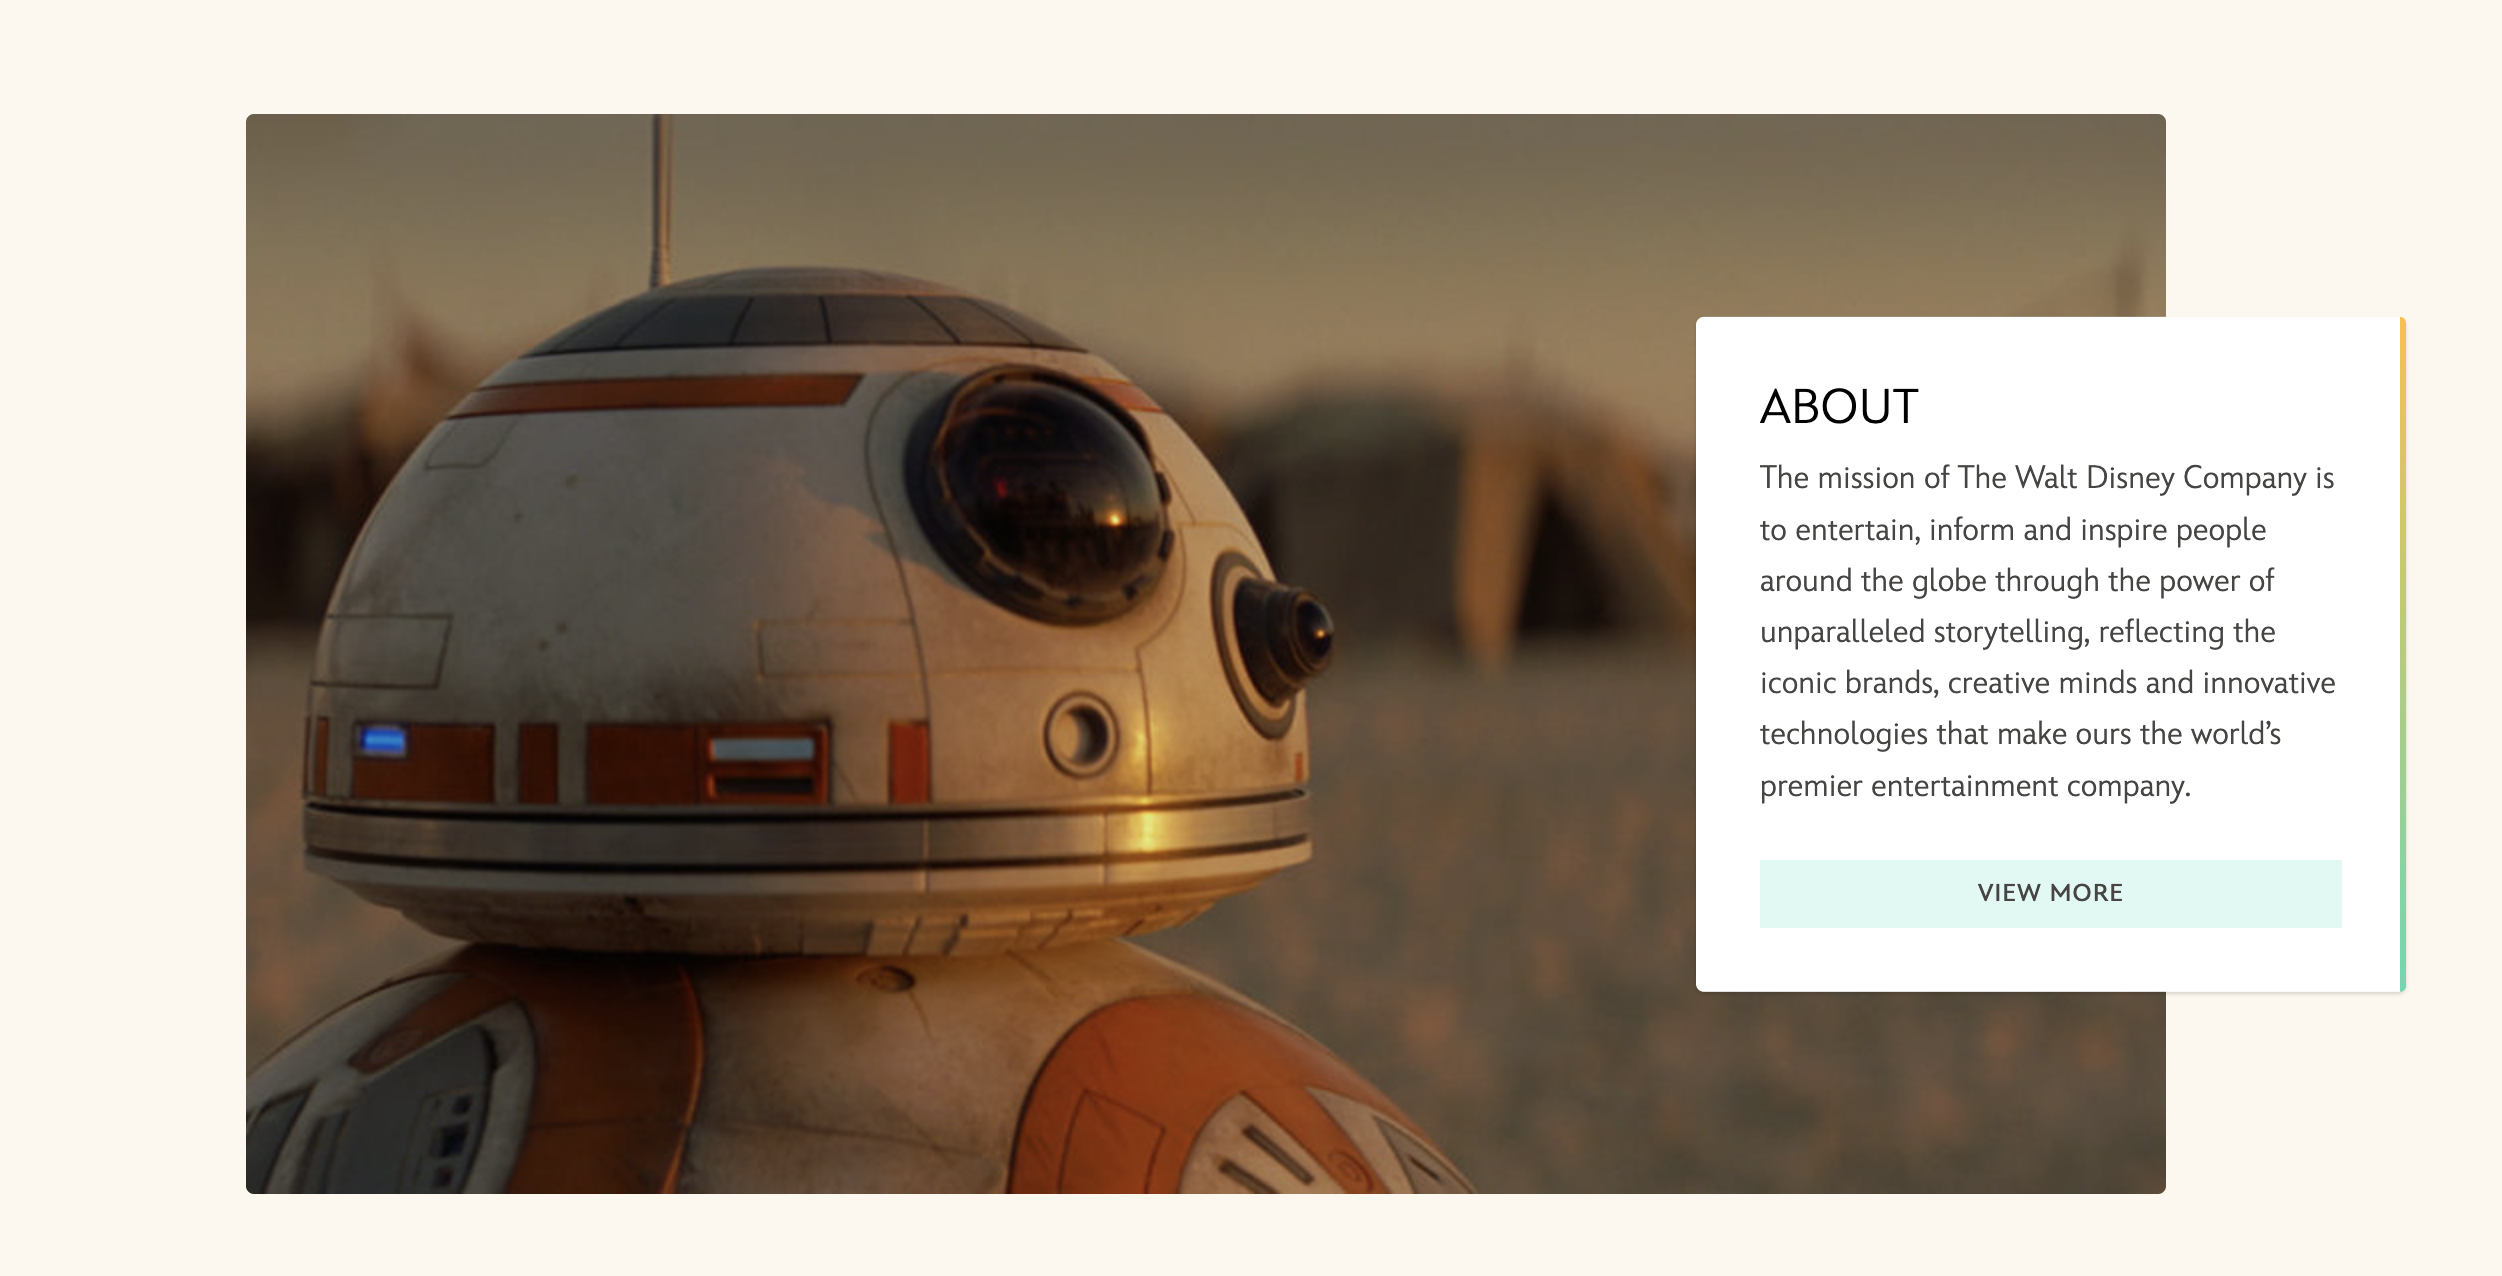 ABOUT
The mission of The Walt Disney Company is
to entertain, inform and inspire people
around the globe through the power of
unparalleled storytelling, reflecting the
iconic brands, creative minds and innovative
technologies that make ours the world’s
premier entertainment company.
VIEW MORE